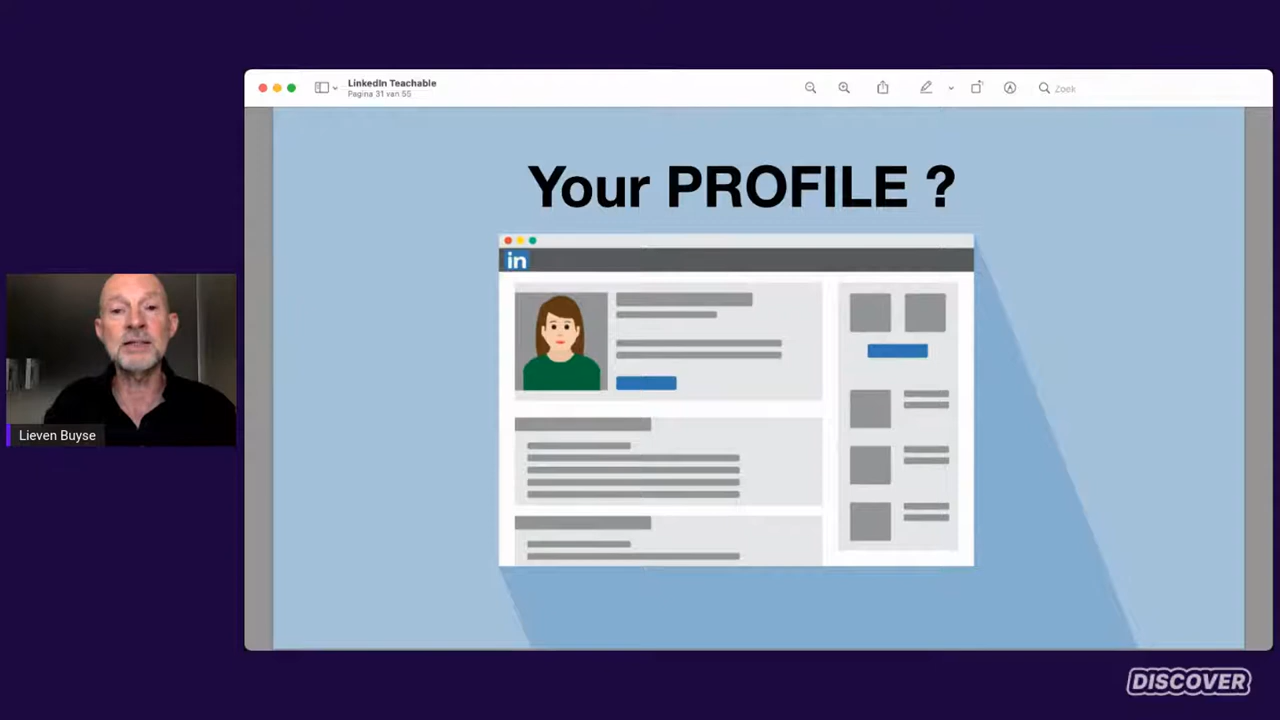 LinkedIn Teachable
Pagina 31 van 55
Zoek
Your PROFILE ?
in
Lieven Buyse
DISCOVER